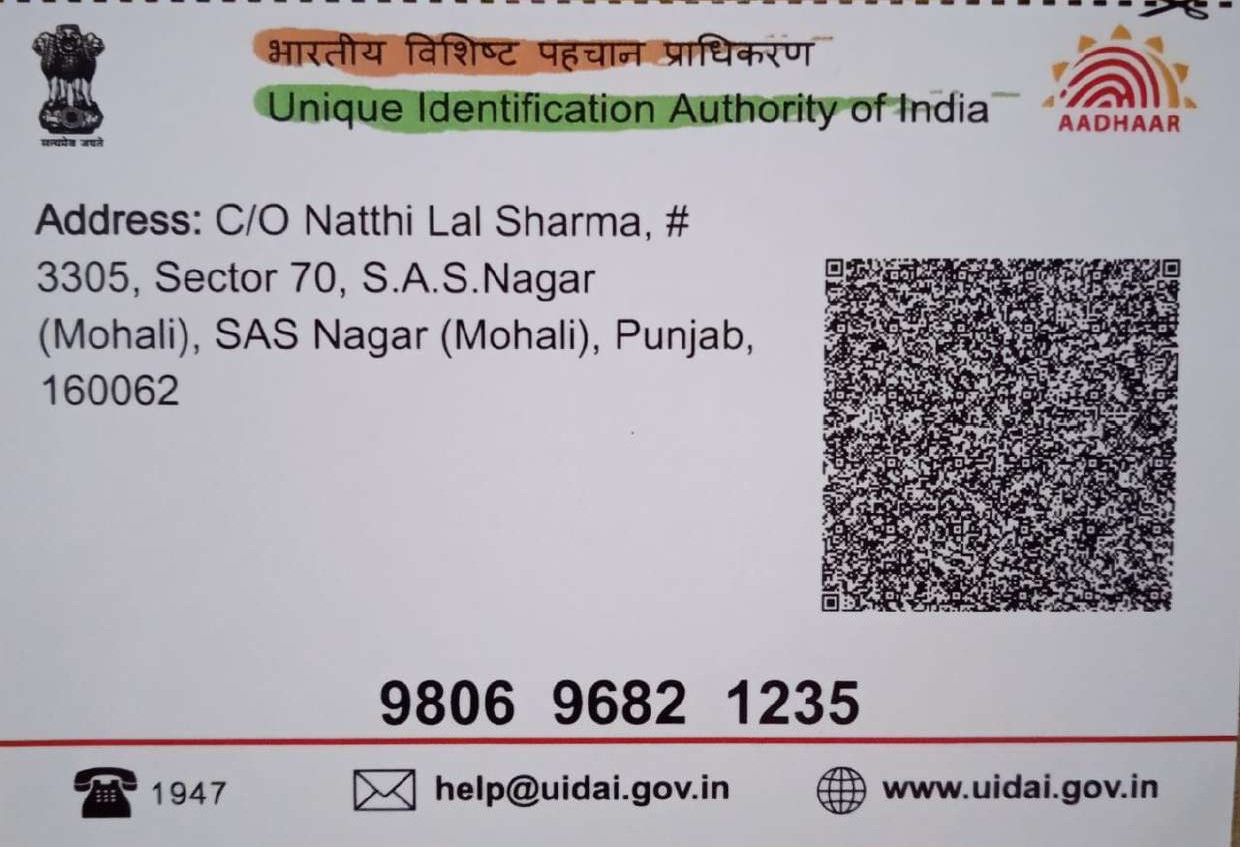 भारतीय विशिष्ट पहचान प्राधिकरण
Unique Identification Authority of India
सत्यमेव जयते
AADHAAR
Address: C/O Natthi Lal Sharma, #
3305, Sector 70, S.A.S.Nagar
(Mohali), SAS Nagar (Mohali), Punjab,
160062
9806 9682 1235
1947
help@uidai.gov.in
www.uidai.gov.in